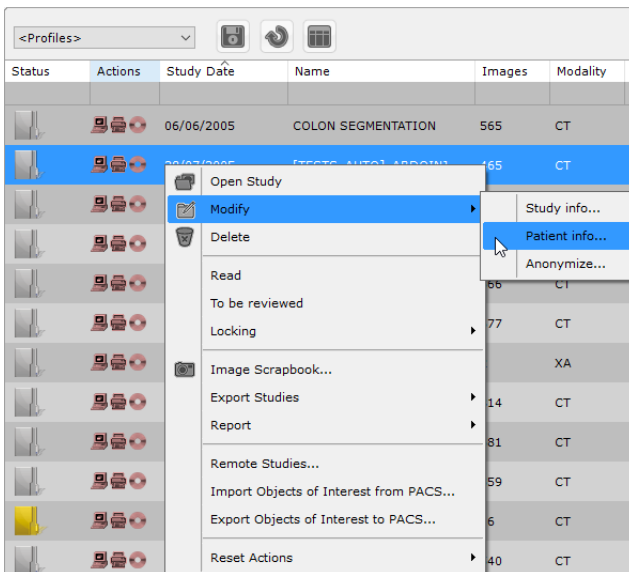 <Profiles>
Status Actions Study Date Name Images Modality
06/06/2005 COLON SEGMENTATION 565 CT
465 CT
Open Study
Modify Study info...
Delete Patient info...
Anonymize...
Read 66 CT
To be reviewed
Locking 77 CT
Image Scrapbook... XA
Export Studies 14 CT
Report
81 CT
Remote Studies...
Import Objects of Interest from PACS... 59 CT
Export Objects of Interest to PACS... 6 CT
Reset Actions 40 CT